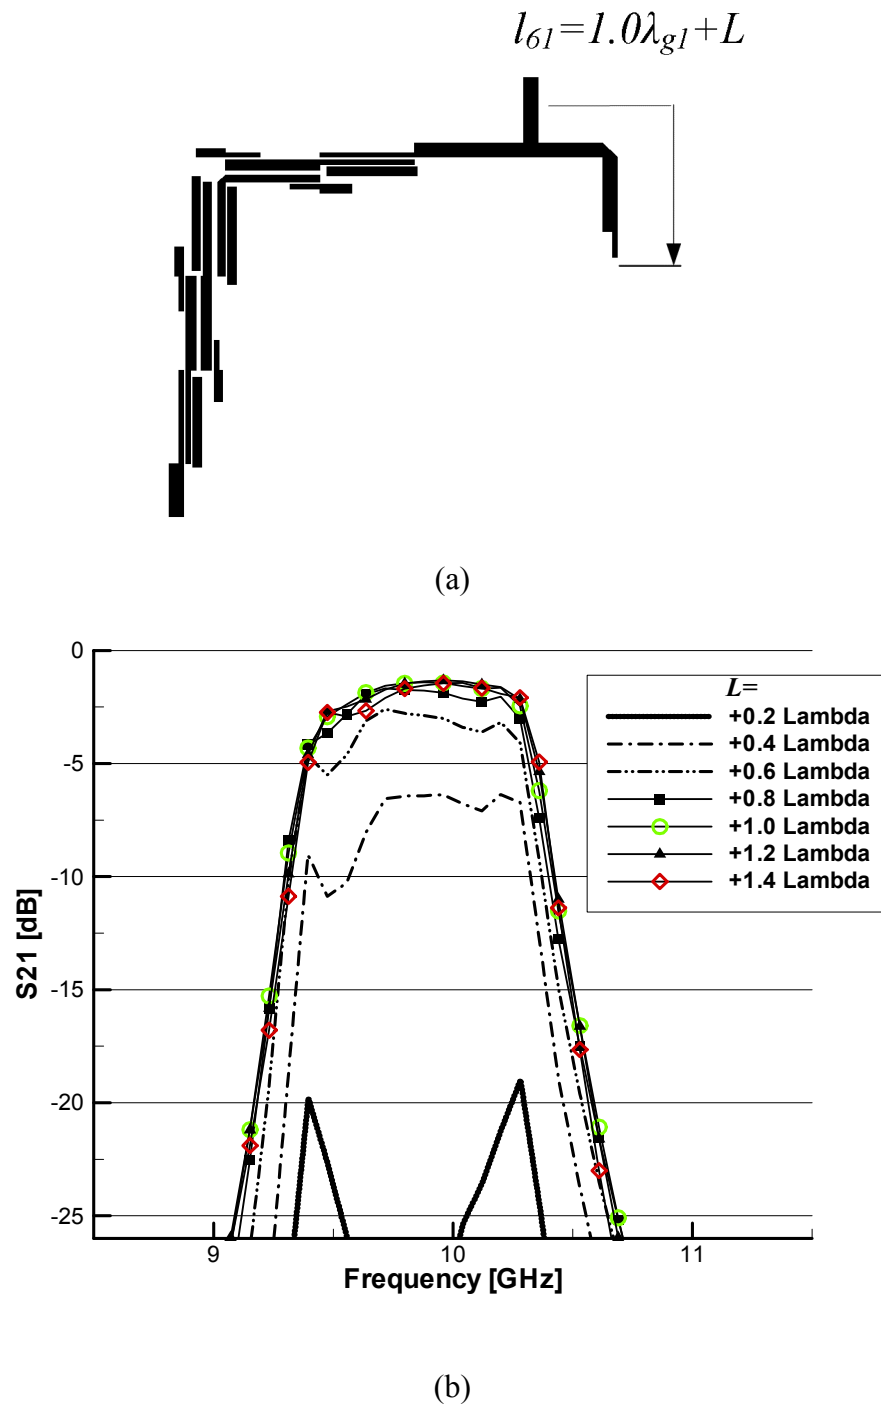 l61=1.0λg1+L
(a)
0
-5
-10
-15
-20
-25
S21 [dB]
9
10
11
Frequency [GHz]
L=
+0.2 Lambda
+0.4 Lambda
+0.6 Lambda
+0.8 Lambda
+1.0 Lambda
+1.2 Lambda
+1.4 Lambda
(b)